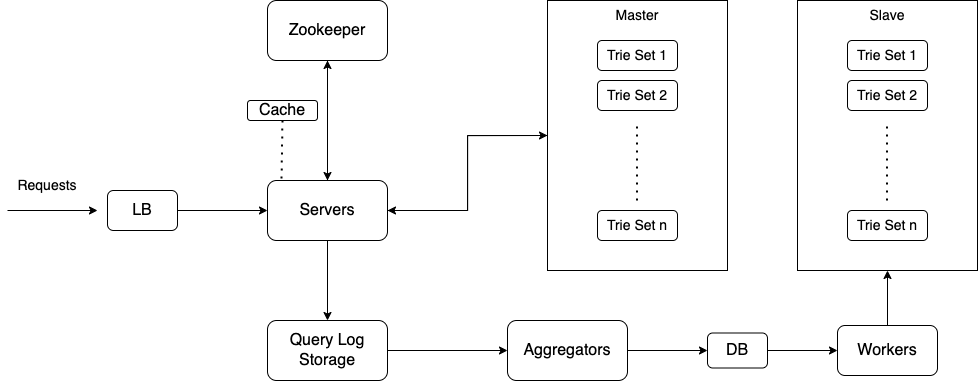 Zookeeper
Cache
Requests
LB
Servers
Master
Trie Set 1
Trie Set 2
Trie Set n
Slave
Trie Set 1
Trie Set 2
Trie Set n
Query Log
Storage
Aggregators
DB
Workers